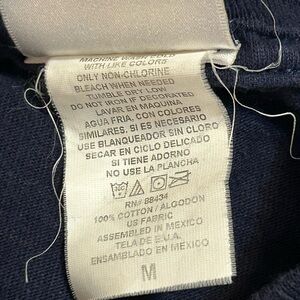 MACHINE WASH COLD
WITH LIKE COLORS
ONLY NON-CHLORINE
BLEACH WHEN NEEDED
TUMBLE DRY LOW
DO NOT IRON IF DECORATED
LAVAR EN MAQUINA
AGUA FRIA, CON COLORES
SIMILARES, SI ES NECESARIO
USE BLANQUEADOR SIN CLORO
SECAR EN CICLO DELICADO
SI TIENE ADORNO
NO USE LA PLANCHA
RN# 88434
100% COTTON / ALGODON
US FABRIC
ASSEMBLED IN MEXICO
TELA DE E.U.A.
ENSAMBLADO EN MEXICO
M